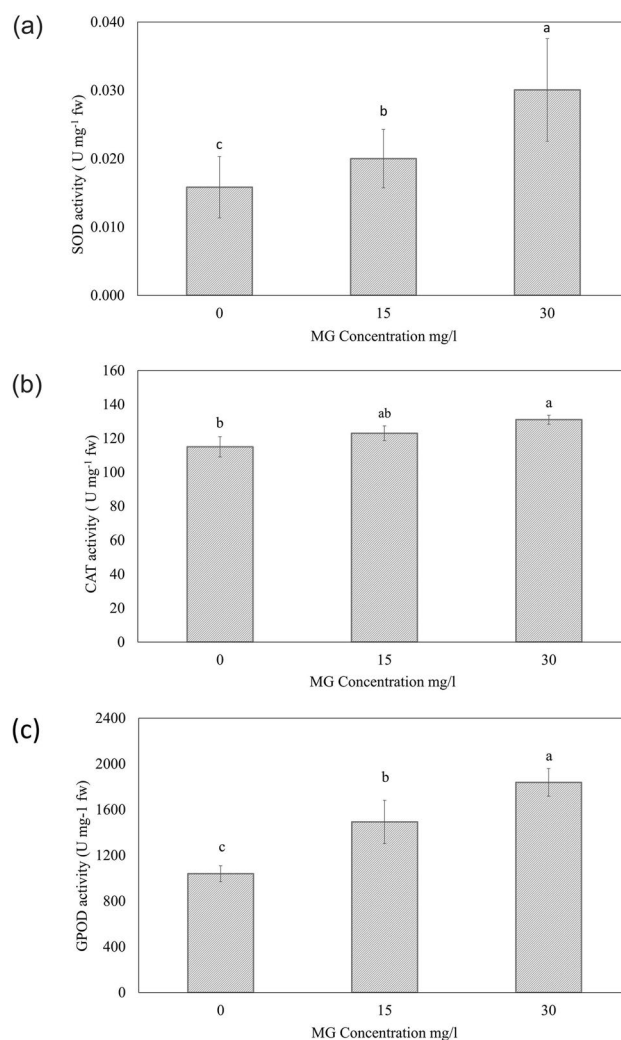 (a)
0.040
0.030
0.020
0.010
0.000
SOD activity ( U mg-1 fw)
c
b
a
0 15 30
MG Concentration mg/l
(b)
160
140
120
100
80
60
40
20
0
CAT activity ( U mg-1 fw)
b
ab
a
0 15 30
MG Concentration mg/l
(c)
2400
2000
1600
1200
800
400
0
GPOD activity (U mg-1 fw)
c
b
a
0 15 30
MG Concentration mg/l